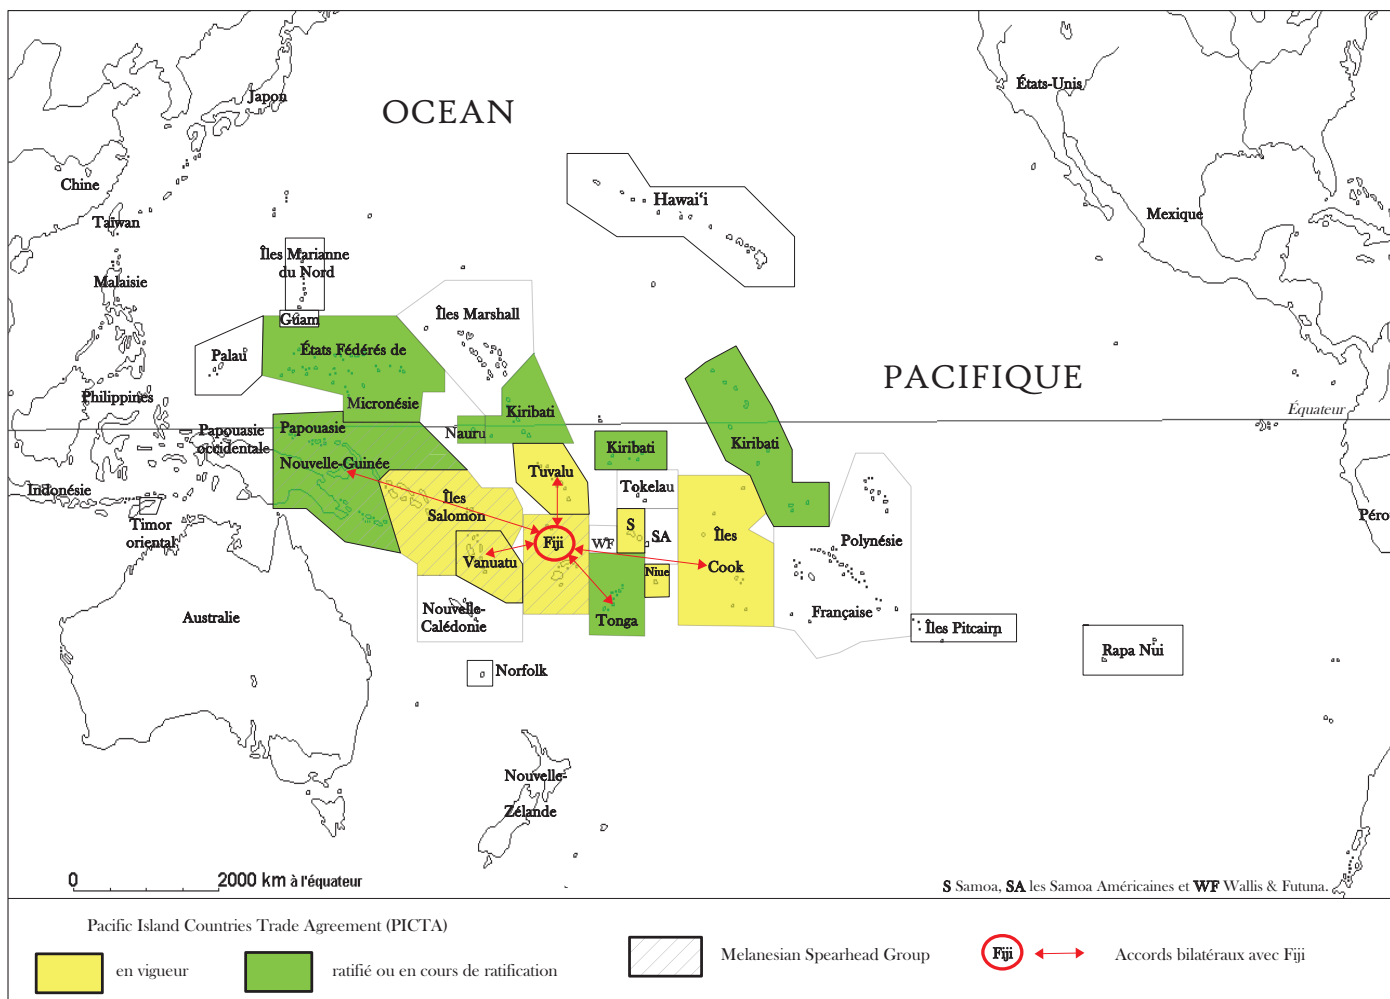 États-Unis
Japon
OCEAN
Chine
Hawai‘i
Mexique
Taïwan
Îles Marianne
du Nord
Malaisie
Guam
Îles Marshall
Palau
États Fédérés de
PACIFIQUE
Philippines
Micronésie
Kiribati
Équateur
Papouasie
occidentale
Papouasie
Nauru
Kiribati
Kiribati
Nouvelle-Guinée
Tuvalu
Indonésie
Tokelau
Îles
Salomon
Pérou
Timor
oriental
S
SA
Îles
Cook
Fiji
WF
Polynésie
Française
Vanuatu
Niue
Nouvelle-
Calédonie
Tonga
Australie
Îles Pitcairn
Rapa Nui
Norfolk
Nouvelle-
Zélande
0 2000 km à l'équateur
S Samoa, SA les Samoa Américaines et WF Wallis & Futuna.
Pacific Island Countries Trade Agreement (PICTA)
en vigueur
ratifié ou en cours de ratification
Melanesian Spearhead Group
Fiji
Accords bilatéraux avec Fiji